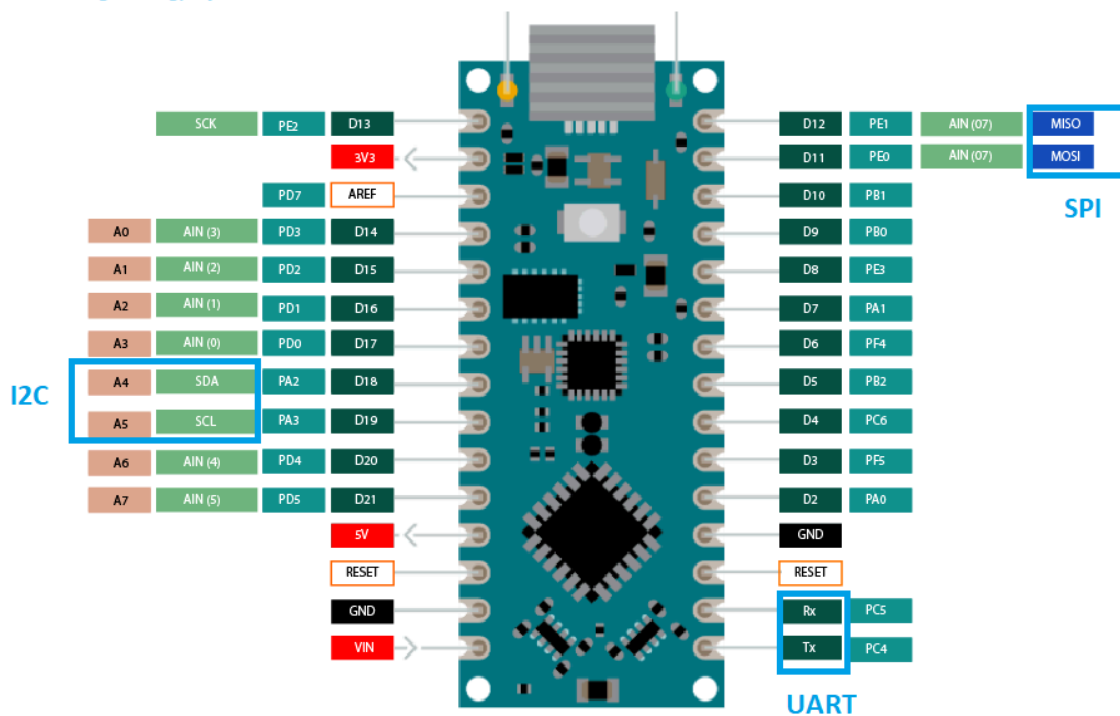 SCK PE2 D13 D12 PE1 AIN (07) MISO
3V3 D11 PE0 AIN (07) MOSI
PD7 AREF D10 PB1
SPI
A0 AIN (3) PD3 D14 D9 PB0
A1 AIN (2) PD2 D15 D8 PE3
A2 AIN (1) PD1 D16 D7 PA1
A3 AIN (0) PD0 D17 D6 PF4
I2C
A4 SDA PA2 D18 D5 PB2
A5 SCL PA3 D19 D4 PC6
A6 AIN (4) PD4 D20 D3 PF5
A7 AIN (5) PD5 D21 D2 PA0
5V GND
RESET RESET
GND Rx PC5
VIN Tx PC4
UART